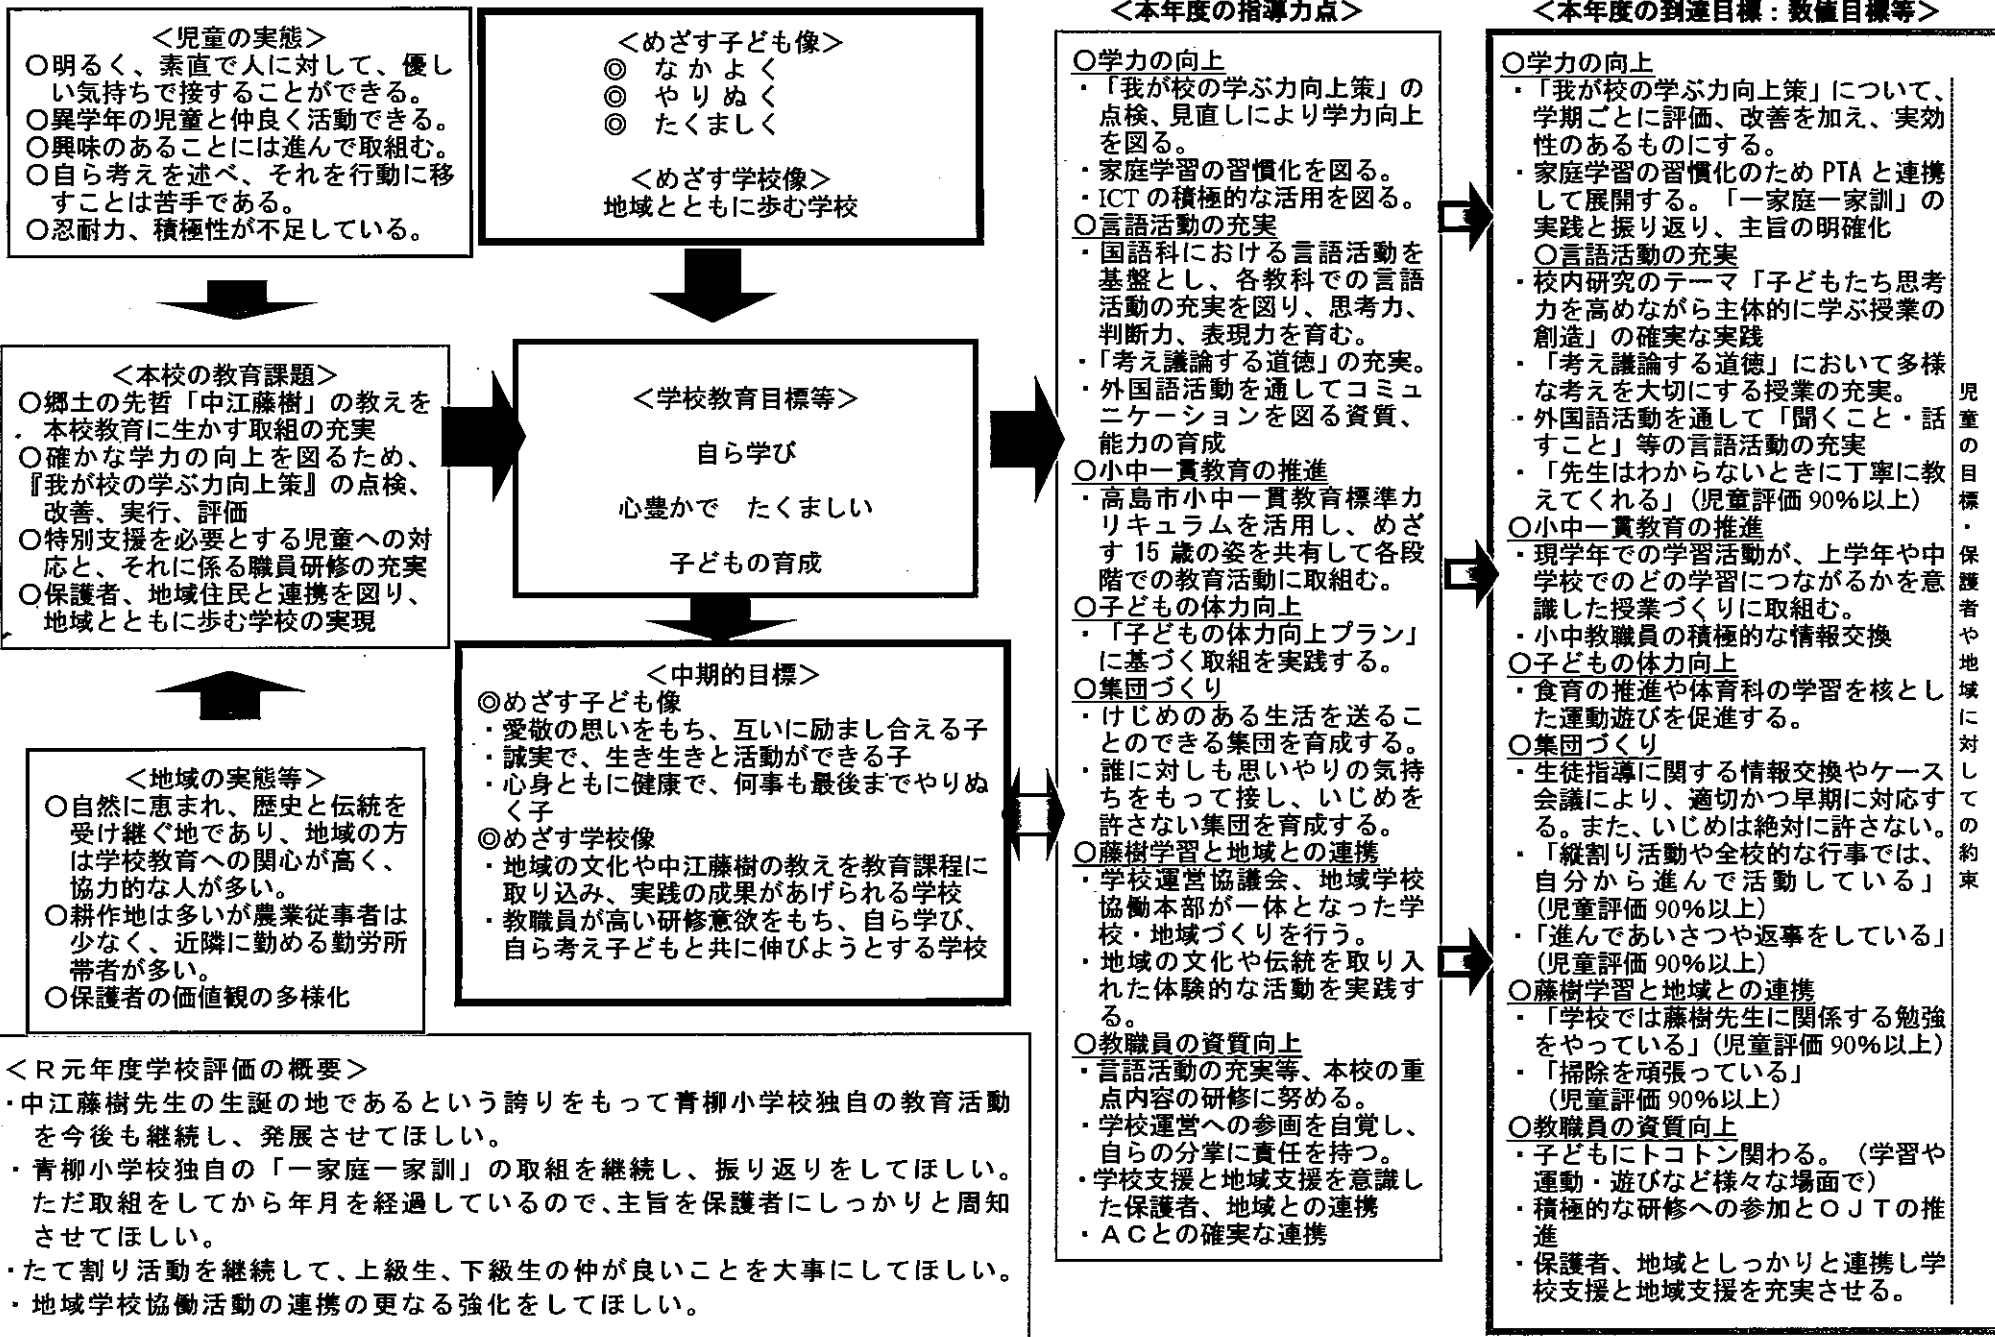 <児童の実態>
○明るく、素直で人に対して、優し
い気持ちで接することができる。
○異学年の児童と仲良く活動できる。
○興味のあることには進んで取組む。
○自ら考えを述べ、それを行動に移
すことは苦手である。
○忍耐力、積極性が不足している。
<めざす子ども像>
◎ なかよく
◎ やりぬく
◎ たくましく
<めざす学校像>
地域とともに歩む学校
<本校の教育課題>
○郷土の先哲「中江藤樹」の教えを
本校教育に生かす取組の充実
○確かな学力の向上を図るため、
『我が校の学ぶ力向上策』の点検、
改善、実行、評価
○特別支援を必要とする児童への対
応と、それに係る職員研修の充実
○保護者、地域住民と連携を図り、
地域とともに歩む学校の実現
<学校教育目標等>
自ら学び
心豊かで たくましい
子どもの育成
<地域の実態等>
○自然に恵まれ、歴史と伝統を
受け継ぐ地であり、地域の方
は学校教育への関心が高く、
協力的な人が多い。
○耕作地は多いが農業従事者は
少なく、近隣に勤める勤労所
帯者が多い。
○保護者の価値観の多様化
<中期的目標>
◎めざす子ども像
・愛敬の思いをもち、互いに励まし合える子
・誠実で、生き生きと活動ができる子
・心身ともに健康で、何事も最後までやりぬ
く子
◎めざす学校像
・地域の文化や中江藤樹の教えを教育課程に
取り込み、実践の成果があげられる学校
・教職員が高い研修意欲をもち、自ら学び、
自ら考え子どもと共に伸びようとする学校
<R元年度学校評価の概要>
・中江藤樹先生の生誕の地であるという誇りをもって青柳小学校独自の教育活動
を今後も継続し、発展させてほしい。
・青柳小学校独自の「一家庭一家訓」の取組を継続し、振り返りをしてほしい。
ただ取組をしてから年月を経過しているので、主旨を保護者にしっかりと周知
させてほしい。
・たて割り活動を継続して、上級生、下級生の仲が良いことを大事にしてほしい。
・地域学校協働活動の連携の更なる強化をしてほしい。
<本年度の指導力点>
○学力の向上
・「我が校の学ぶ力向上策」の
点検、見直しにより学力向上
を図る。
・家庭学習の習慣化を図る。
・ICTの積極的な活用を図る。
○言語活動の充実
・国語科における言語活動を
基盤とし、各教科での言語
活動の充実を図り、思考力、
判断力、表現力を育む。
・「考え議論する道徳」の充実。
・外国語活動を通してコミュ
ニケーションを図る資質、
能力の育成
○小中一貫教育の推進
・高島市小中一貫教育標準カ
リキュラムを活用し、めざ
す15歳の姿を共有して各段
階での教育活動に取組む。
○子どもの体力向上
・「子どもの体力向上プラン」
に基づく取組を実践する。
○集団づくり
・けじめのある生活を送るこ
とのできる集団を育成する。
・誰に対しも思いやりの気持
ちをもって接し、いじめを
許さない集団を育成する。
○藤樹学習と地域との連携
・学校運営協議会、地域学校
協働本部が一体となった学
校・地域づくりを行う。
・地域の文化や伝統を取り入
れた体験的な活動を実践す
る。
○教職員の資質向上
・言語活動の充実等、本校の重
点内容の研修に努める。
・学校運営への参画を自覚し、
自らの分掌に責任を持つ。
・学校支援と地域支援を意識し
た保護者、地域との連携
・ACとの確実な連携
<本年度の到達目標：数値目標等>
○学力の向上
・「我が校の学ぶ力向上策」について、
学期ごとに評価、改善を加え、実効
性のあるものにする。
・家庭学習の習慣化のためPTAと連携
して展開する。「一家庭一家訓」の
実践と振り返り、主旨の明確化
○言語活動の充実
・校内研究のテーマ「子どもたち思考
力を高めながら主体的に学ぶ授業の
創造」の確実な実践
・「考え議論する道徳」において多様
な考えを大切にする授業の充実。
・外国語活動を通して「聞くこと・話
すこと」等の言語活動の充実
・「先生はわからないときに丁寧に教
えてくれる」（児童評価90%以上）
○小中一貫教育の推進
・現学年での学習活動が、上学年や中
学校でのどの学習につながるかを意
識した授業づくりに取組む。
・小中教職員の積極的な情報交換
○子どもの体力向上
・食育の推進や体育科の学習を核とし
た運動遊びを促進する。
○集団づくり
・生徒指導に関する情報交換やケース
会議により、適切かつ早期に対応す
る。また、いじめは絶対に許さない。
・「縦割り活動や全校的な行事では、
自分から進んで活動している」
（児童評価90%以上）
・「進んであいさつや返事をしている」
（児童評価90%以上）
○藤樹学習と地域との連携
・「学校では藤樹先生に関係する勉強
をやっている」（児童評価90%以上）
・「掃除を頑張っている」
（児童評価90%以上）
○教職員の資質向上
・子どもにトコトン関わる。（学習や
運動・遊びなど様々な場面で）
・積極的な研修への参加とOJTの推
進
・保護者、地域としっかりと連携し学
校支援と地域支援を充実させる。
児童の目標・保護者や地域に対しての約束